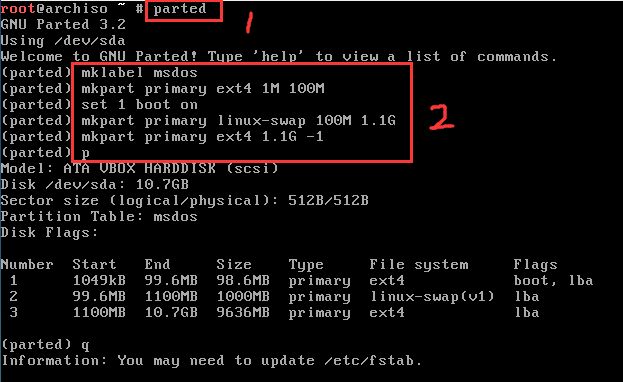 root@archiso ~ # parted
1
GNU Parted 3.2
Using /dev/sda
Welcome to GNU Parted! Type 'help' to view a list of commands.
(parted) mklabel msdos
(parted) mkpart primary ext4 1M 100M
(parted) set 1 boot on
(parted) mkpart primary linux-swap 100M 1.1G
2
(parted) mkpart primary ext4 1.1G -1
(parted) p
Model: ATA VBOX HARDDISK (scsi)
Disk /dev/sda: 10.7GB
Sector size (logical/physical): 512B/512B
Partition Table: msdos
Disk Flags:
Number  Start   End     Size    Type     File system     Flags
1      1049kB  99.6MB  98.6MB  primary  ext4            boot, lba
2      99.6MB  1100MB  1000MB  primary  linux-swap(v1)  lba
3      1100MB  10.7GB  9636MB  primary  ext4            lba
(parted) q
Information: You may need to update /etc/fstab.